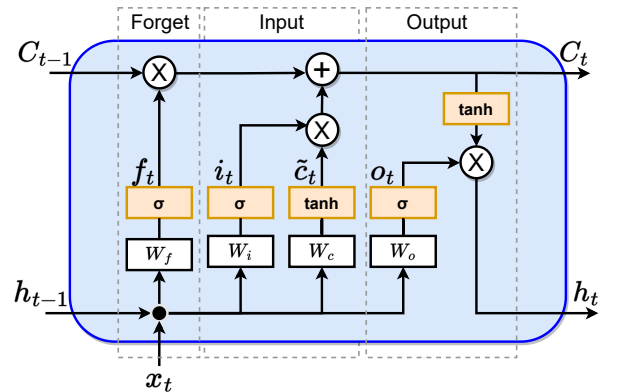 Forget Input Output
C_{t-1} X + C_t
tanh
X
X
f_t i_t c̃_t o_t
σ σ tanh σ
W_f W_i W_c W_o
h_{t-1} h_t
x_t